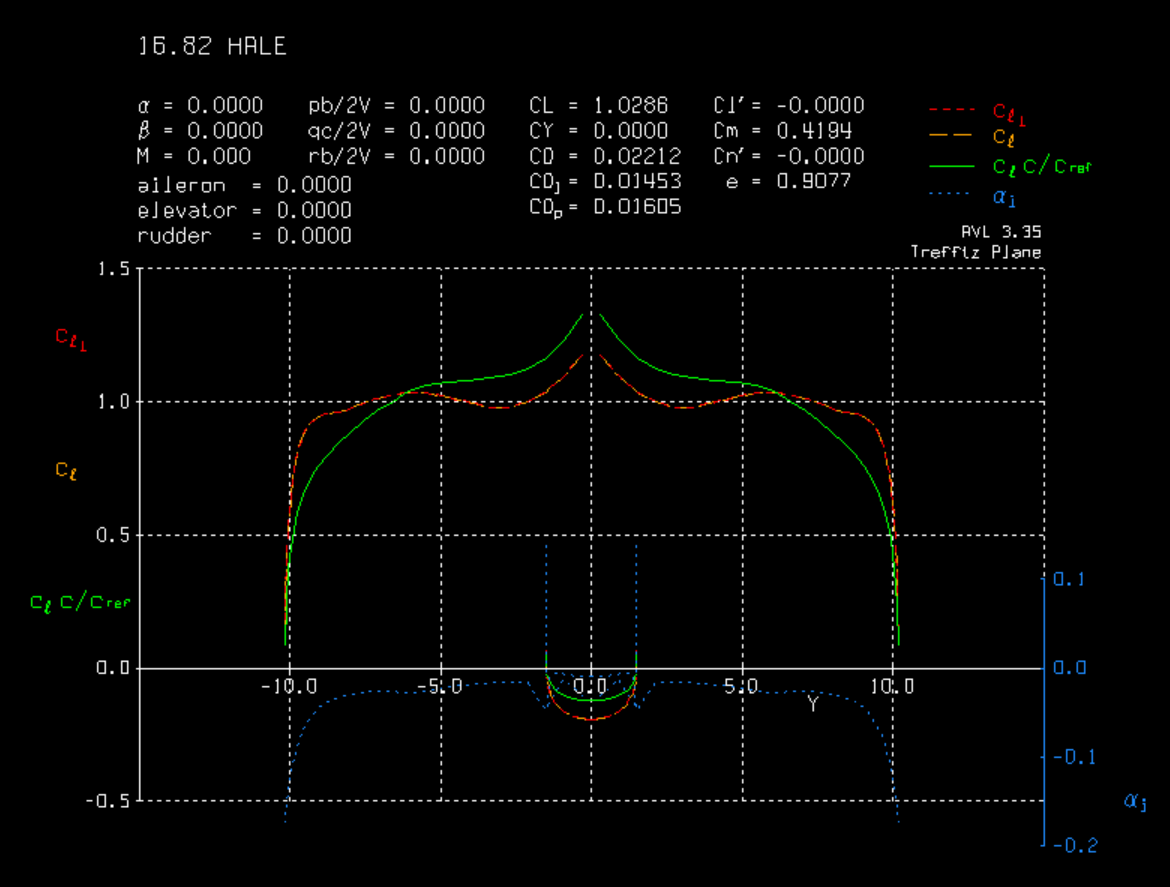 16.82 HALE
α = 0.0000 pb/2V = 0.0000 CL = 1.0286 Cl' = -0.0000
β = 0.0000 qc/2V = 0.0000 CY = 0.0000 Cm = 0.4194
M = 0.000 rb/2V = 0.0000 CD = 0.02212 Cn' = -0.0000
aileron = 0.0000 CDi = 0.01453 e = 0.9077
elevator = 0.0000 CDp = 0.01605
rudder = 0.0000
Cℓ⊥
Cℓ
Cℓ C/Cref
αi
AVL 3.35
Trefftz Plane
1.5
Cℓ⊥
1.0
Cℓ
0.5
Cℓ C/Cref
0.0
-0.5
-10.0 -5.0 0.0 5.0 10.0
Y
0.1
0.0
-0.1
αi
-0.2